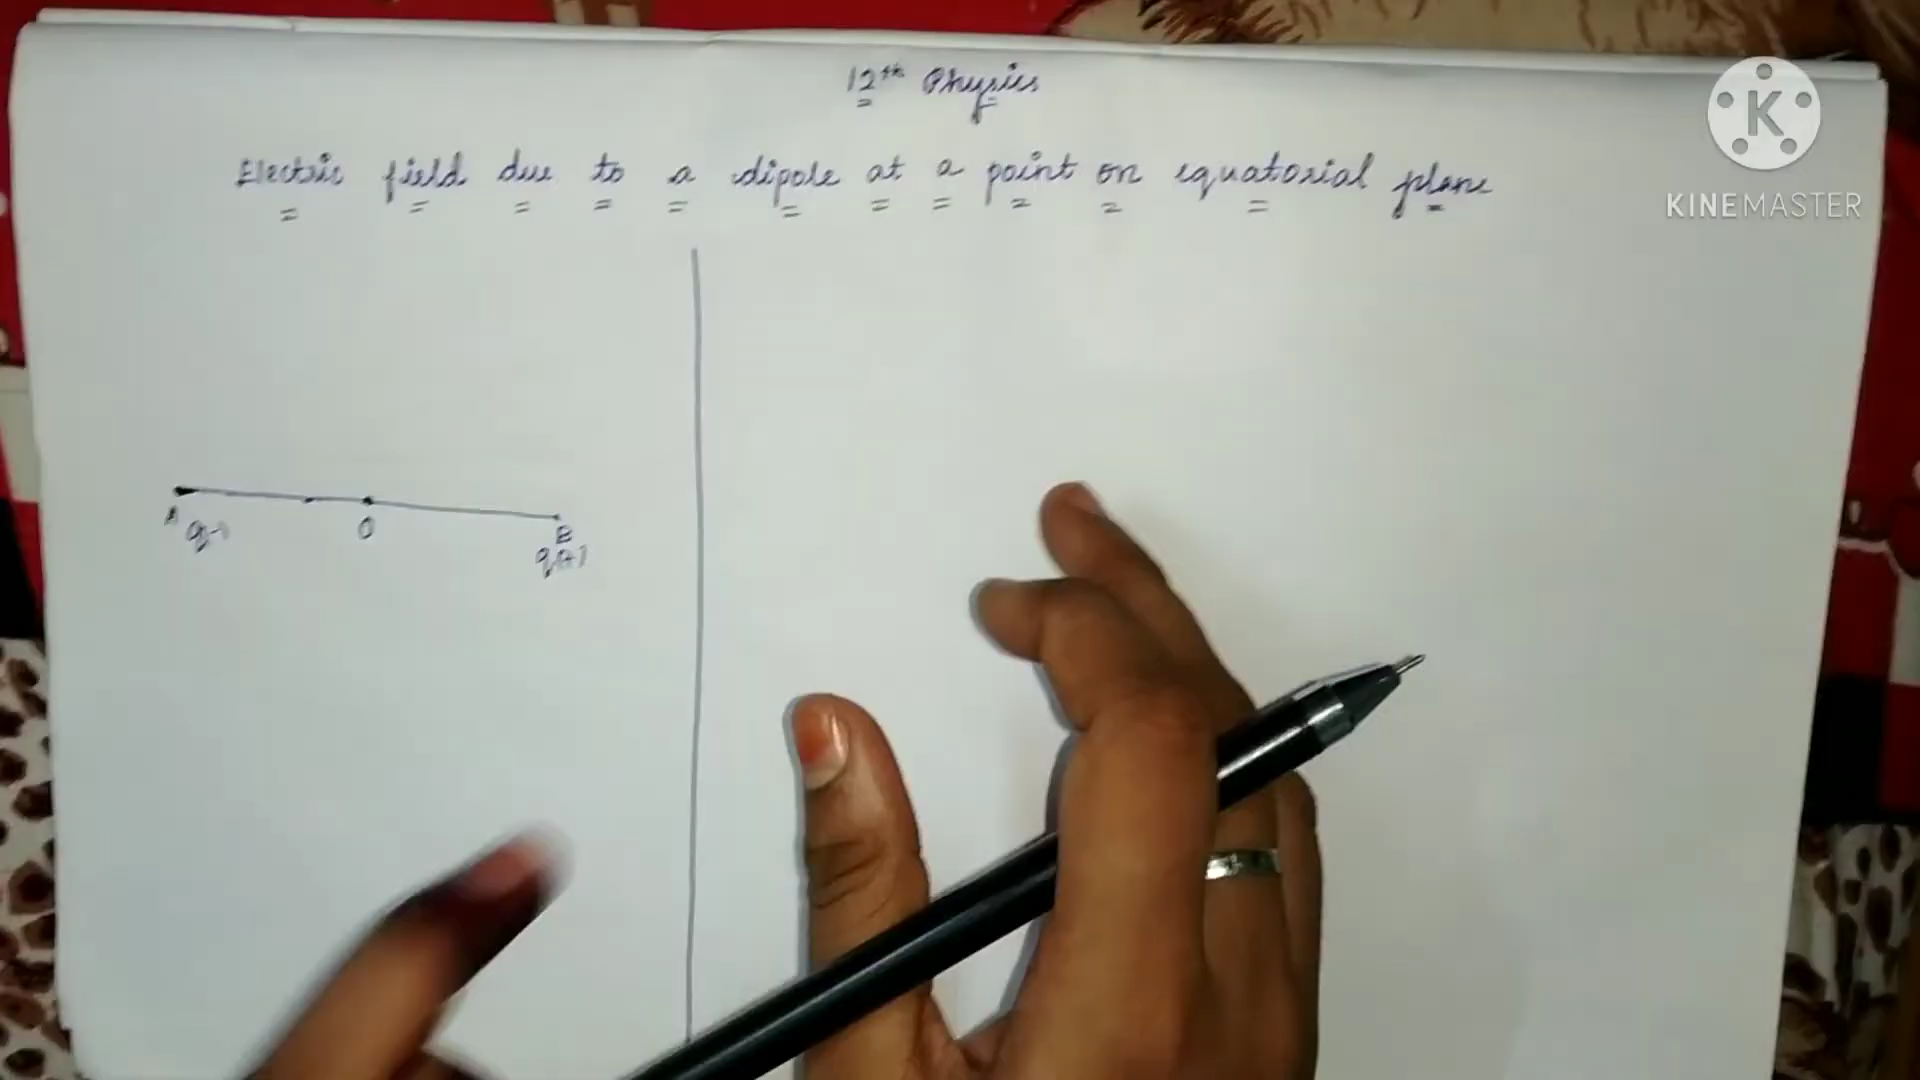 12th Physics
Electric field due to a dipole at a point on equatorial plane
K
KINEMASTER
A
q(-)
O
B
q(+)